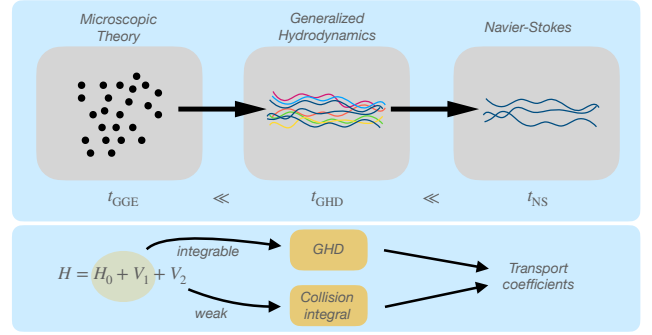 Microscopic
Theory
Generalized
Hydrodynamics
Navier-Stokes
t_GGE ≪ t_GHD ≪ t_NS
integrable
GHD
H = H_0 + V_1 + V_2
Transport
coefficients
weak
Collision
integral